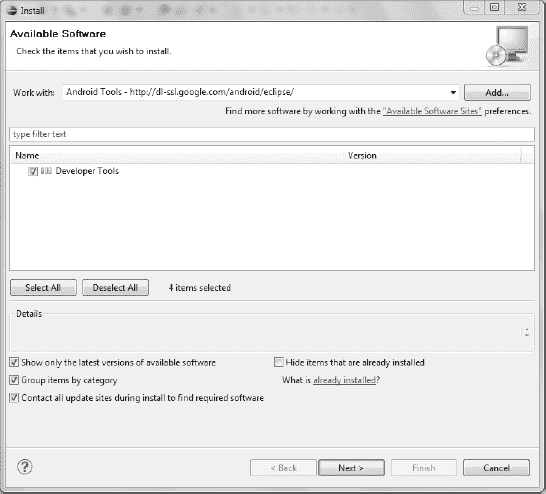 Install
Available Software
Check the items that you wish to install.
Work with: Android Tools - http://dl-ssl.google.com/android/eclipse/ Add...
Find more software by working with the "Available Software Sites" preferences.
type filter text
Name Version
Developer Tools
Select All Deselect All 4 items selected
Details
Show only the latest versions of available software Hide items that are already installed
Group items by category What is already installed?
Contact all update sites during install to find required software
? < Back Next > Finish Cancel